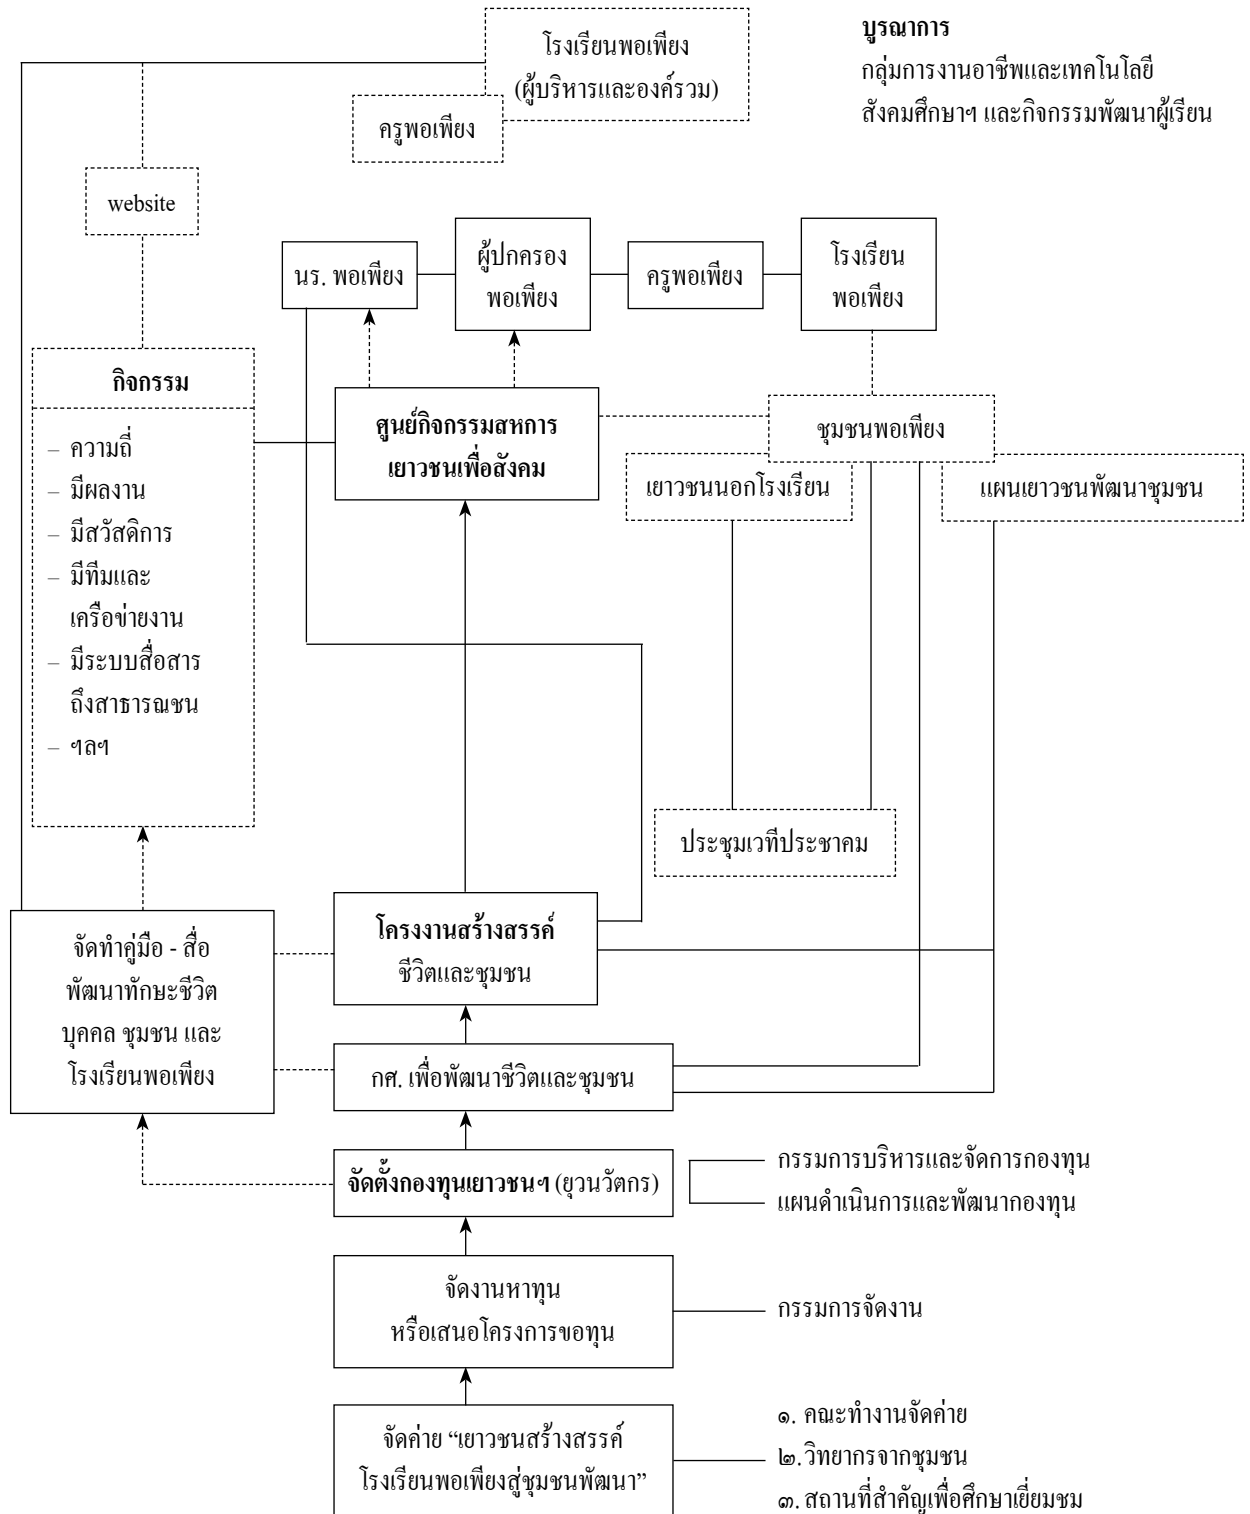 โรงเรียนพอเพียง
(ผู้บริหารและองค์รวม)
ครูพอเพียง
บูรณาการ
กลุ่มการงานอาชีพและเทคโนโลยี
สังคมศึกษาฯ และกิจกรรมพัฒนาผู้เรียน
website
นร. พอเพียง
ผู้ปกครอง
พอเพียง
ครูพอเพียง
โรงเรียน
พอเพียง
กิจกรรม
– ความถี่
– มีผลงาน
– มีสวัสดิการ
– มีทีมและ
เครือข่ายงาน
– มีระบบสื่อสาร
ถึงสาธารณชน
– ฯลฯ
ศูนย์กิจกรรมสหการ
เยาวชนเพื่อสังคม
ชุมชนพอเพียง
เยาวชนนอกโรงเรียน
แผนเยาวชนพัฒนาชุมชน
ประชุมเวทีประชาคม
จัดทำคู่มือ - สื่อ
พัฒนาทักษะชีวิต
บุคคล ชุมชน และ
โรงเรียนพอเพียง
โครงงานสร้างสรรค์
ชีวิตและชุมชน
กศ. เพื่อพัฒนาชีวิตและชุมชน
จัดตั้งกองทุนเยาวชนฯ (ยุวนวัตกร)
กรรมการบริหารและจัดการกองทุน
แผนดำเนินการและพัฒนากองทุน
จัดงานหาทุน
หรือเสนอโครงการขอทุน
กรรมการจัดงาน
จัดค่าย “เยาวชนสร้างสรรค์
โรงเรียนพอเพียงสู่ชุมชนพัฒนา”
๑. คณะทำงานจัดค่าย
๒. วิทยากรจากชุมชน
๓. สถานที่สำคัญเพื่อศึกษาเยี่ยมชม